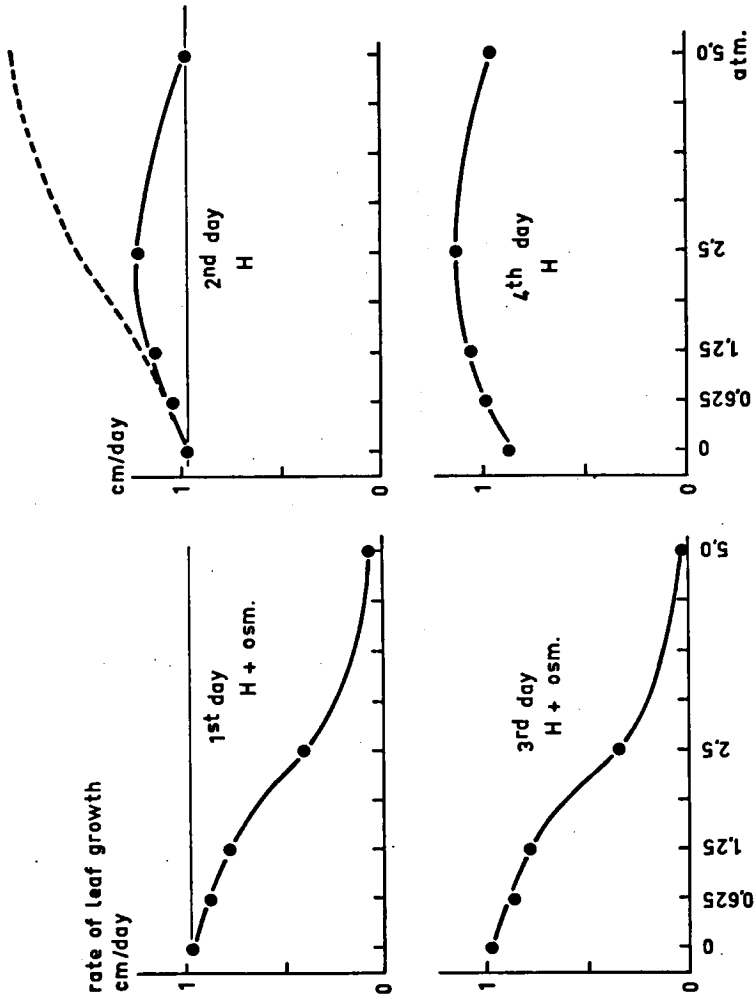 rate of leaf growth
cm/day
1
0
1st day
H + osm.
cm/day
1
0
2nd day
H
1
0
3rd day
H + osm.
0
0,625
1,25
2,5
5,0
1
0
4th day
H
0
0,625
1,25
2,5
5,0
atm.